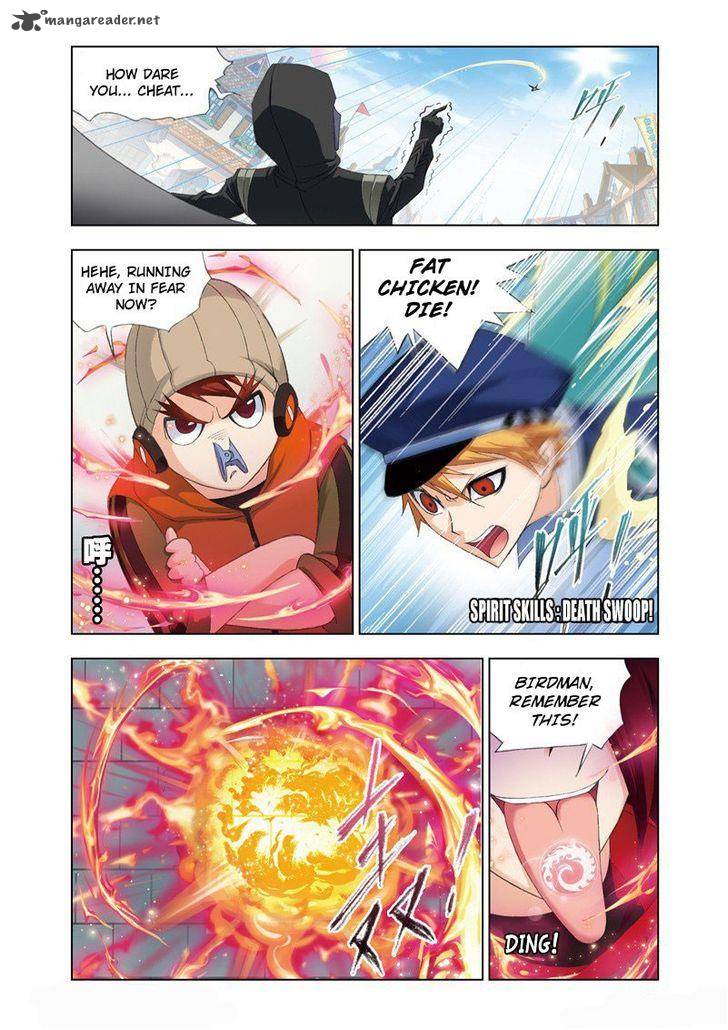 mangareader.net
HOW DARE
YOU... CHEAT...
呼
HEHE, RUNNING
AWAY IN FEAR
NOW?
呼……
FAT
CHICKEN!
DIE!
SPIRIT SKILLS : DEATH SWOOP!
BIRDMAN,
REMEMBER
THIS!
DING!